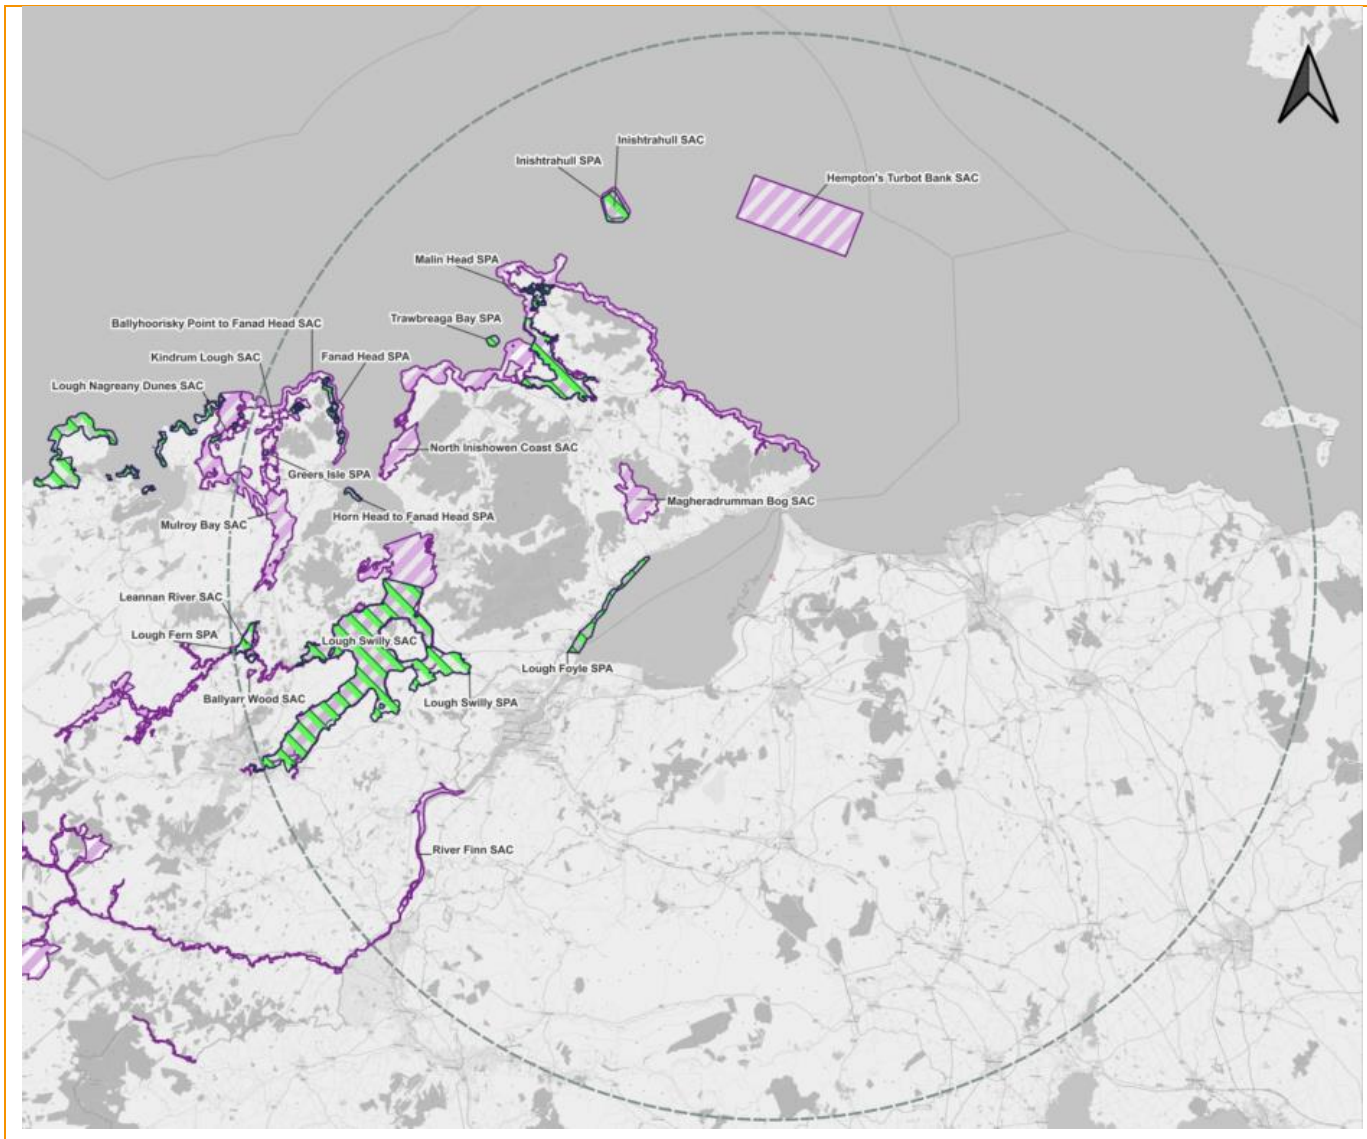 N
Inishtrahull SAC
Inishtrahull SPA
Hempton's Turbot Bank SAC
Malin Head SPA
Trawbreaga Bay SPA
Ballyhoorisky Point to Fanad Head SAC
Kindrum Lough SAC
Fanad Head SPA
Lough Nagreany Dunes SAC
North Inishowen Coast SAC
Greers Isle SPA
Magheradrumman Bog SAC
Horn Head to Fanad Head SPA
Mulroy Bay SAC
Leannan River SAC
Lough Fern SPA
Lough Swilly SAC
Lough Foyle SPA
Ballyarr Wood SAC
Lough Swilly SPA
River Finn SAC